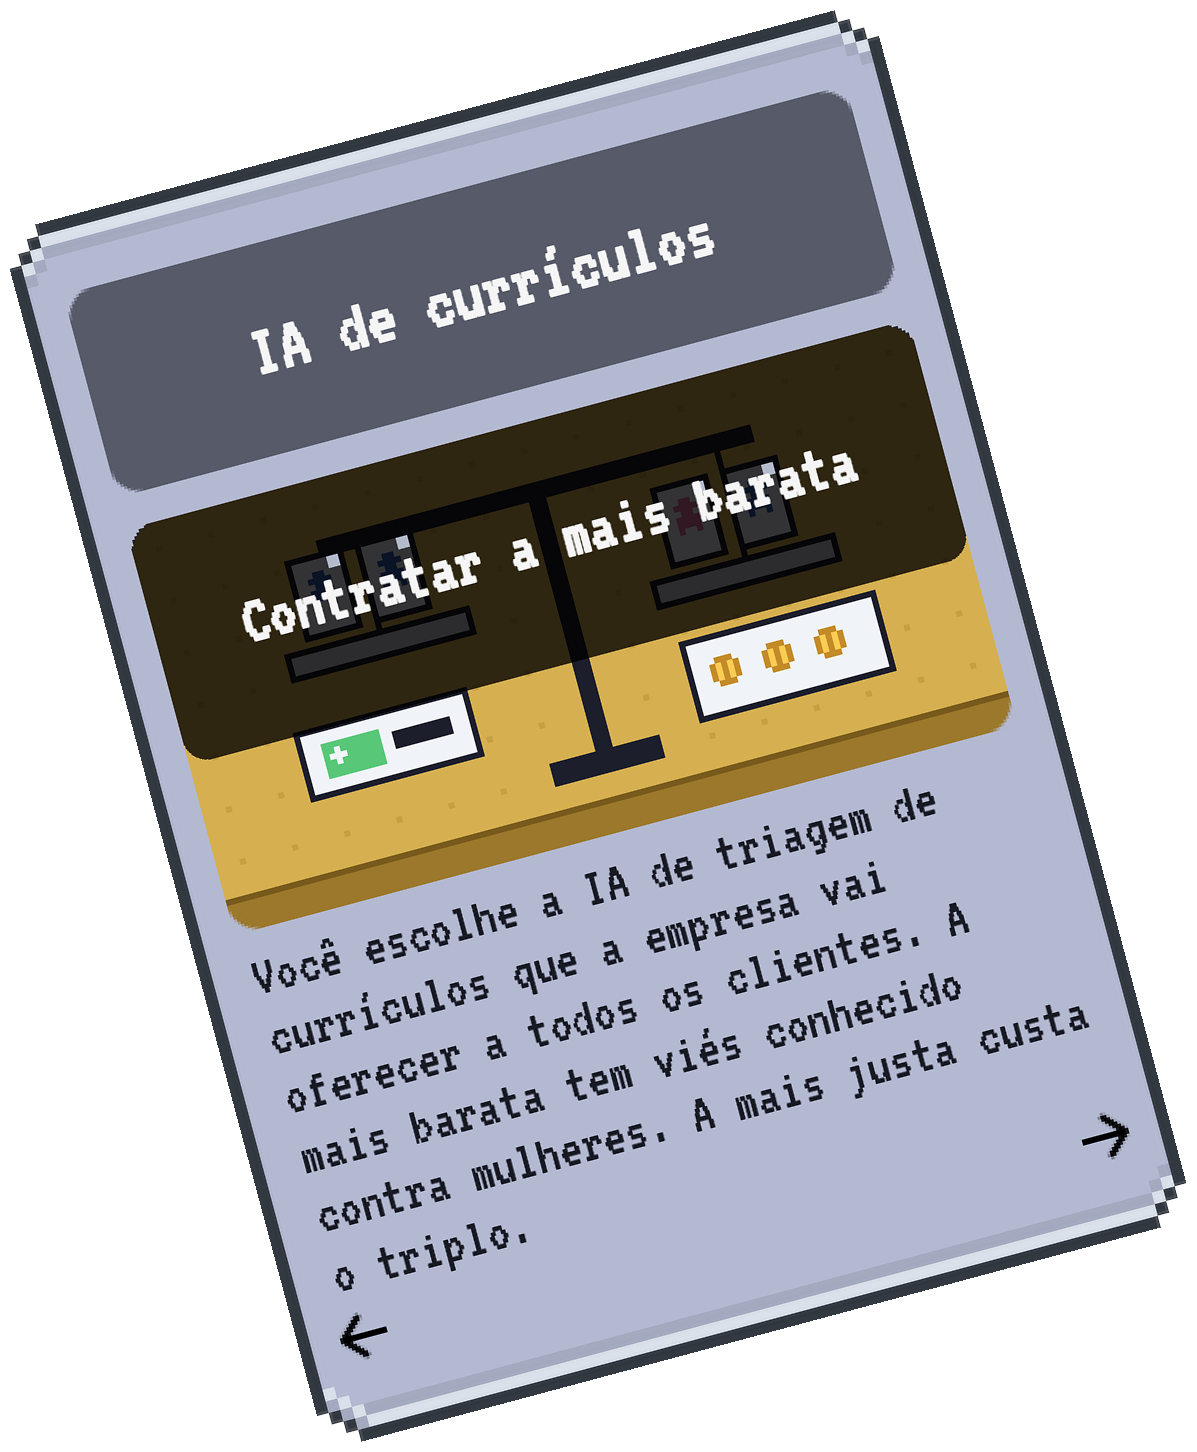 IA de currículos
Contratar a mais barata
Você escolhe a IA de triagem de
currículos que a empresa vai
oferecer a todos os clientes. A
mais barata tem viés conhecido
contra mulheres. A mais justa custa
o triplo.